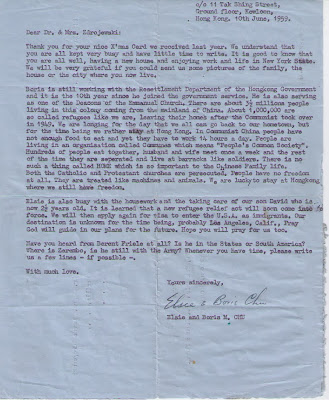 c/o 11 Yak Shing Street,
Ground Floor, Kowloon,
Hong Kong. 10th June, 1959.
Dear Dr. & Mrs. Zdrojewski:
Thank you for your nice X'mas Card we received last year. We understand that
you are all kept very busy and have little time to write. It is good to know that
you are all well, having a new house and enjoying work and life in New York State.
We will be very grateful if you could send us some pictures of the family, the
house or the city where you now live.
Boris is still working with the Resettlement Department of the Hongkong Government
and it is the 10th year since he joined the government service. He is also serving
as one of the Deacons of the Emmanuel Church. There are about 3½ millions people
living in this colony coming from the mainland of China. About 1,000,000 are
so called refugees like we are, leaving their homes after the Communist took over
in 1949. We are longing for the day that we all can go back to our hometown, but
for the time being we rather stay at Hong Kong. In Communist China people have
not enough food to eat and yet they have to work 14 hours a day. People are
living in an organisation called Communes which means "People's Common Society".
Hundreds of people eat together, husband and wife meet once a week and the rest
of the time they are seperated and live at barracks like soldiers. There is no
such a thing called HOME which is so important to the Chinese Family life.
Both the Catholic and Protestant churches are persecuted. People have no freedom
at all. They are treated like machines and animals. We are lucky to stay at Hongkong
where we still have freedom.
Elsie is also busy with the housework and the taking care of our son David who is
now 2½ years old. It is learned that a new refugee relief act will soon come into
force. We will then apply again for visa to enter the U.S.A. as immigrants. Our
destination is unknown for the time being, probably Los Angeles, Calif., Pray
God will guide in our plans for the future. Hope you will pray for us too.
Have you heard from Berent Friele at all? Is he in the States or South America?
There is Zarembo, is he still with the Army? Whenever you have time, please write
us a few lines - if possible -.
With much love.
Yours sincerely,
Elsie & Boris Chu
Elsie and Boris M. CHU